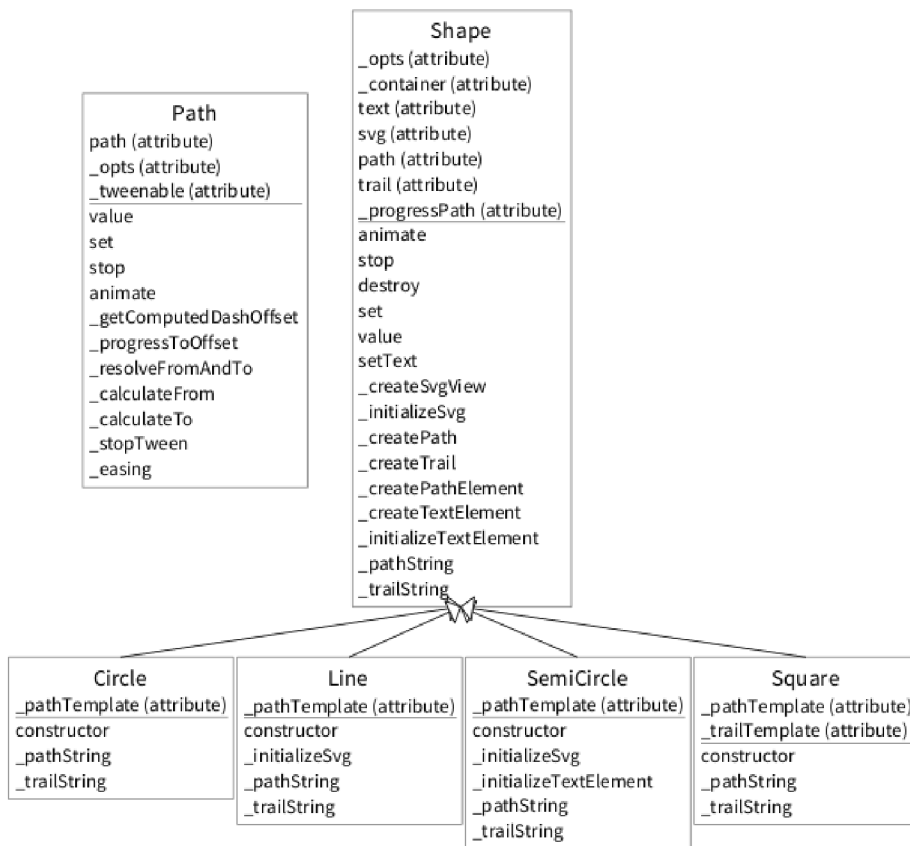 Path
path (attribute)
_opts (attribute)
_tweenable (attribute)
value
set
stop
animate
_getComputedDashOffset
_progressToOffset
_resolveFromAndTo
_calculateFrom
_calculateTo
_stopTween
_easing
Shape
_opts (attribute)
_container (attribute)
text (attribute)
svg (attribute)
path (attribute)
trail (attribute)
_progressPath (attribute)
animate
stop
destroy
set
value
setText
_createSvgView
_initializeSvg
_createPath
_createTrail
_createPathElement
_createTextElement
_initializeTextElement
_pathString
_trailString
Circle
_pathTemplate (attribute)
constructor
_pathString
_trailString
Line
_pathTemplate (attribute)
constructor
_initializeSvg
_pathString
_trailString
SemiCircle
_pathTemplate (attribute)
constructor
_initializeSvg
_initializeTextElement
_pathString
_trailString
Square
_pathTemplate (attribute)
_trailTemplate (attribute)
constructor
_pathString
_trailString